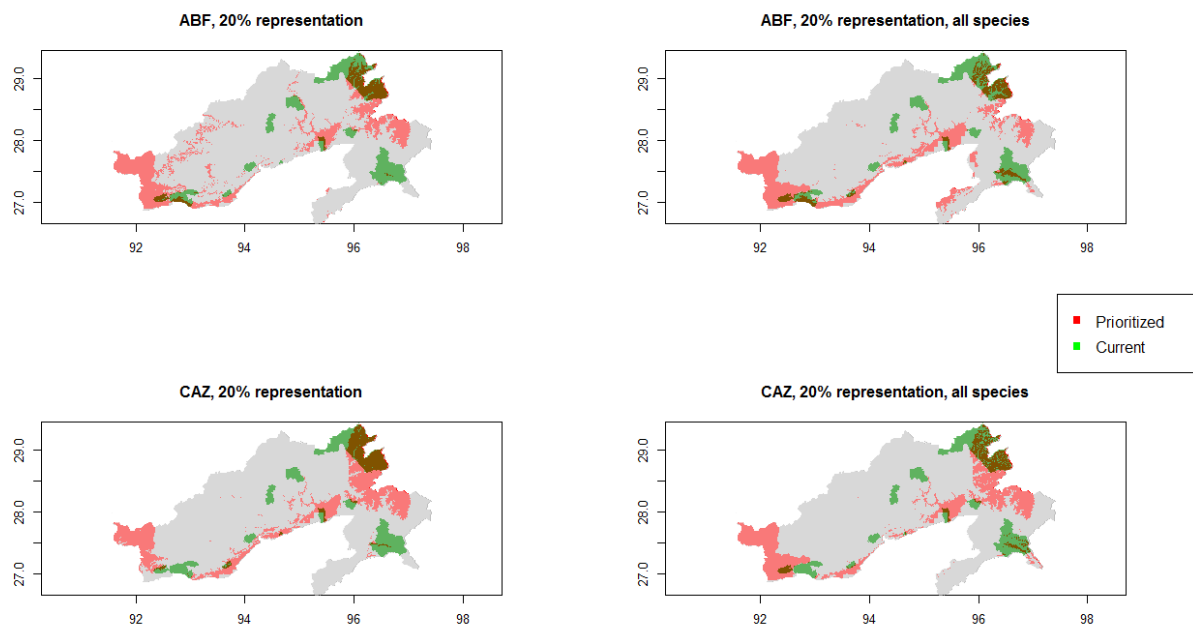 ABF, 20% representation
29.0
28.0
27.0
92 94 96 98
ABF, 20% representation, all species
29.0
28.0
27.0
92 94 96 98
Prioritized
Current
CAZ, 20% representation
29.0
28.0
27.0
92 94 96 98
CAZ, 20% representation, all species
29.0
28.0
27.0
92 94 96 98